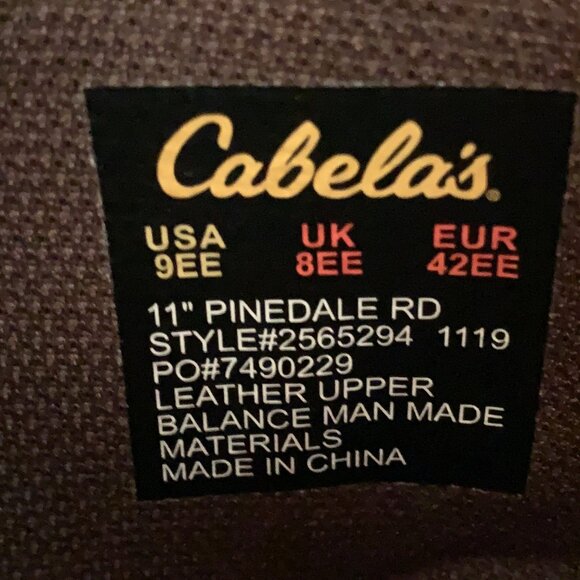 Cabela's
USA UK EUR
9EE 8EE 42EE
11" PINEDALE RD
STYLE#2565294 1119
PO#7490229
LEATHER UPPER
BALANCE MAN MADE
MATERIALS
MADE IN CHINA